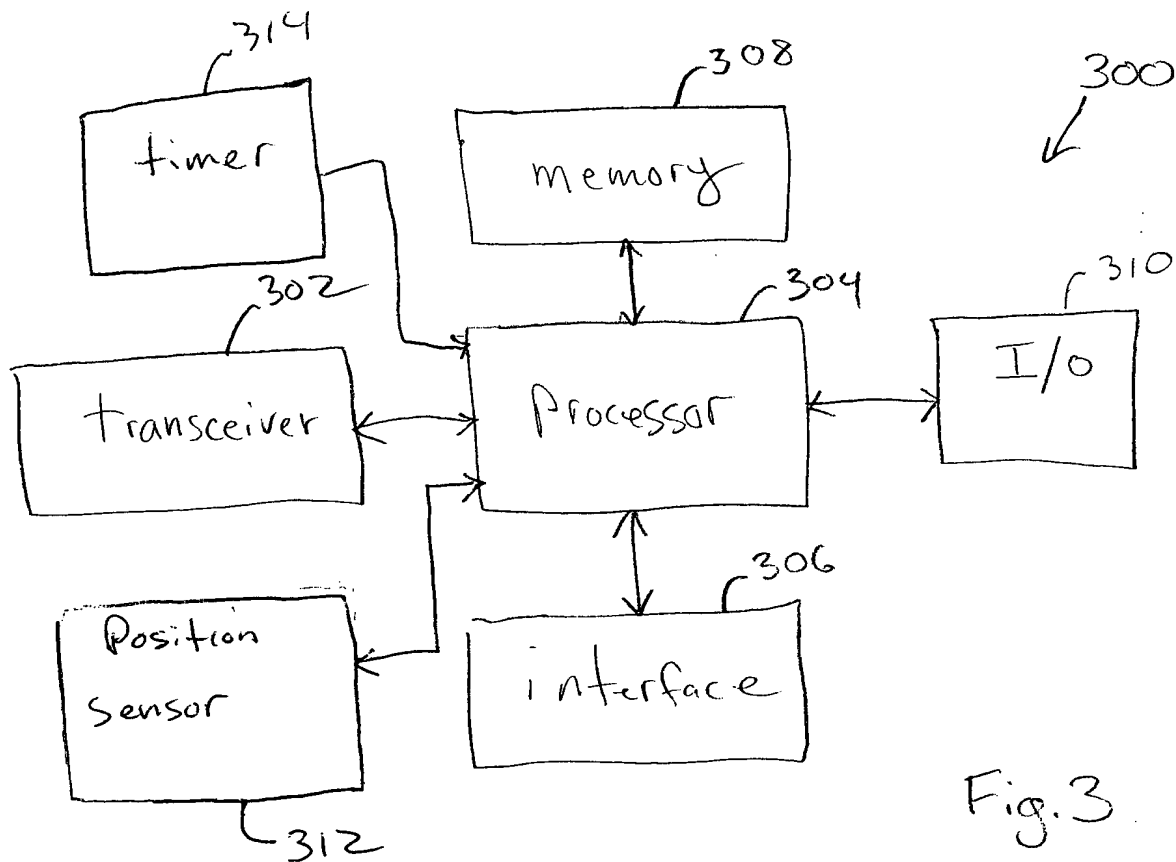 314
timer
308
memory
300
302
transceiver
304
Processor
310
I/O
Position
sensor
312
306
interface
Fig. 3